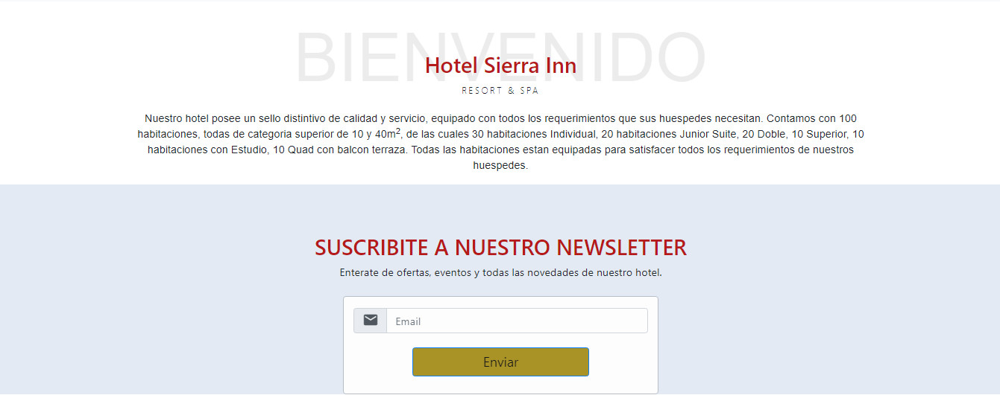 BIENVENIDO
Hotel Sierra Inn
RESORT & SPA
Nuestro hotel posee un sello distintivo de calidad y servicio, equipado con todos los requerimientos que sus huespedes necesitan. Contamos con 100
habitaciones, todas de categoria superior de 10 y 40m², de las cuales 30 habitaciones Individual, 20 habitaciones Junior Suite, 20 Doble, 10 Superior, 10
habitaciones con Estudio, 10 Quad con balcon terraza. Todas las habitaciones estan equipadas para satisfacer todos los requerimientos de nuestros
huespedes.
SUSCRIBITE A NUESTRO NEWSLETTER
Enterate de ofertas, eventos y todas las novedades de nuestro hotel.
Email
Enviar